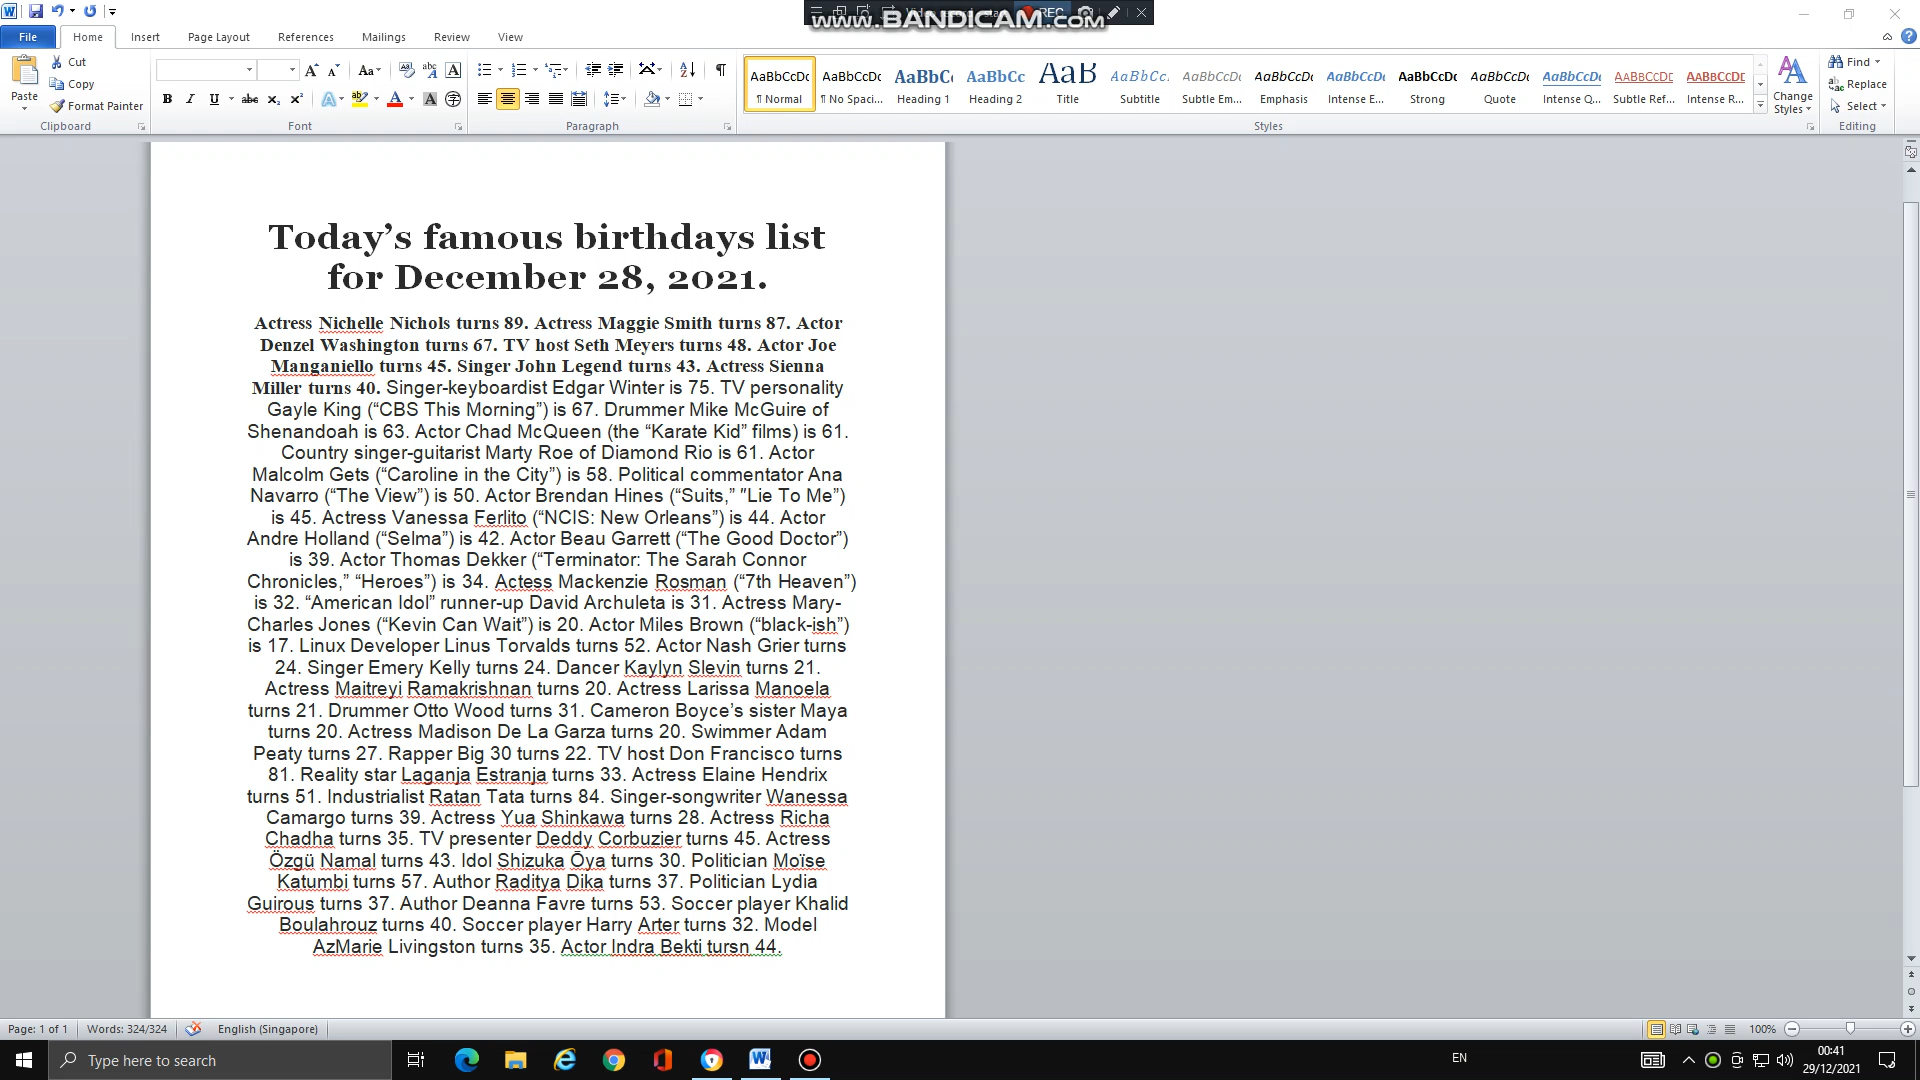 www.BANDICAM.com
REC
File
Home
Insert
Page Layout
References
Mailings
Review
View
Paste
Cut
Copy
Format Painter
Clipboard
Font
Paragraph
AaBbCcDc
¶ Normal
AaBbCcDc
¶ No Spaci...
AaBbC
Heading 1
AaBbCc
Heading 2
AaB
Title
AaBbCc.
Subtitle
AaBbCcDc
Subtle Em...
AaBbCcDc
Emphasis
AaBbCcDc
Intense E...
AaBbCcDc
Strong
AaBbCcDc
Quote
AaBbCcDc
Intense Q...
AABBCCDE
Subtle Ref...
AABBCCDE
Intense R...
Change
Styles
Styles
Find
Replace
Select
Editing
Today’s famous birthdays list
for December 28, 2021.
Actress Nichelle Nichols turns 89. Actress Maggie Smith turns 87. Actor
Denzel Washington turns 67. TV host Seth Meyers turns 48. Actor Joe
Manganiello turns 45. Singer John Legend turns 43. Actress Sienna
Miller turns 40. Singer-keyboardist Edgar Winter is 75. TV personality
Gayle King (“CBS This Morning”) is 67. Drummer Mike McGuire of
Shenandoah is 63. Actor Chad McQueen (the “Karate Kid” films) is 61.
Country singer-guitarist Marty Roe of Diamond Rio is 61. Actor
Malcolm Gets (“Caroline in the City”) is 58. Political commentator Ana
Navarro (“The View”) is 50. Actor Brendan Hines (“Suits,” "Lie To Me”)
is 45. Actress Vanessa Ferlito (“NCIS: New Orleans”) is 44. Actor
Andre Holland (“Selma”) is 42. Actor Beau Garrett (“The Good Doctor”)
is 39. Actor Thomas Dekker (“Terminator: The Sarah Connor
Chronicles,” “Heroes”) is 34. Actess Mackenzie Rosman (“7th Heaven”)
is 32. “American Idol” runner-up David Archuleta is 31. Actress Mary-
Charles Jones (“Kevin Can Wait”) is 20. Actor Miles Brown (“black-ish”)
is 17. Linux Developer Linus Torvalds turns 52. Actor Nash Grier turns
24. Singer Emery Kelly turns 24. Dancer Kaylyn Slevin turns 21.
Actress Maitreyi Ramakrishnan turns 20. Actress Larissa Manoela
turns 21. Drummer Otto Wood turns 31. Cameron Boyce’s sister Maya
turns 20. Actress Madison De La Garza turns 20. Swimmer Adam
Peaty turns 27. Rapper Big 30 turns 22. TV host Don Francisco turns
81. Reality star Laganja Estranja turns 33. Actress Elaine Hendrix
turns 51. Industrialist Ratan Tata turns 84. Singer-songwriter Wanessa
Camargo turns 39. Actress Yua Shinkawa turns 28. Actress Richa
Chadha turns 35. TV presenter Deddy Corbuzier turns 45. Actress
Özgü Namal turns 43. Idol Shizuka Ōya turns 30. Politician Moïse
Katumbi turns 57. Author Raditya Dika turns 37. Politician Lydia
Guirous turns 37. Author Deanna Favre turns 53. Soccer player Khalid
Boulahrouz turns 40. Soccer player Harry Arter turns 32. Model
AzMarie Livingston turns 35. Actor Indra Bekti tursn 44.
Page: 1 of 1
Words: 324/324
English (Singapore)
100%
Type here to search
EN
00:41
29/12/2021